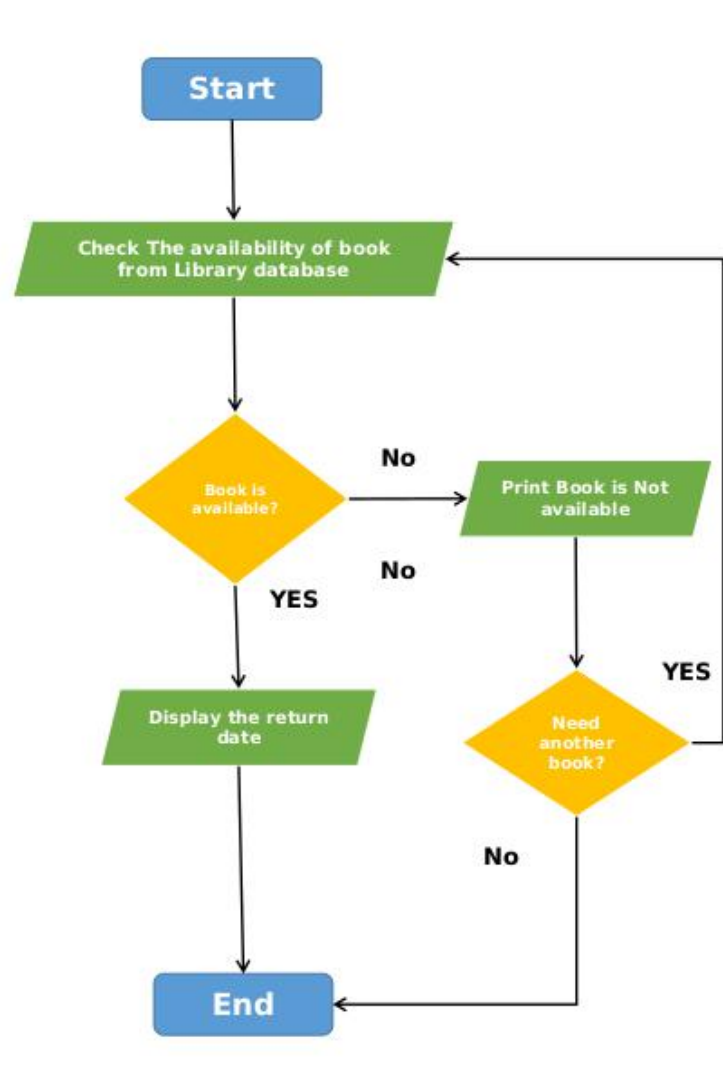 Start
Check The availability of book
from Library database
No
Book is
available?
Print Book is Not
available
No
YES
YES
Display the return
date
Need
another
book?
No
End